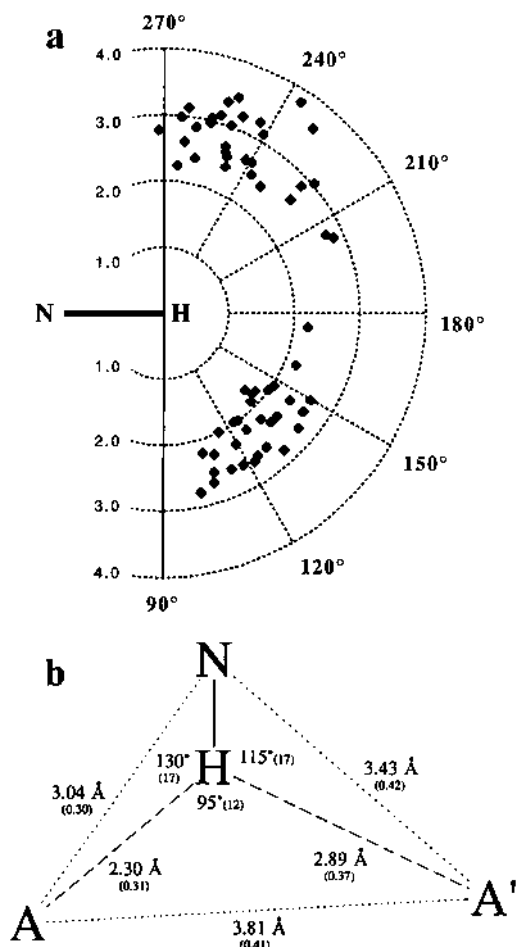 a
270°
4.0
240°
3.0
210°
2.0
1.0
N H
180°
1.0
2.0
150°
3.0
120°
4.0
90°
b
N
130° 115°(17)
(17)
H
95°(12)
3.04 Å
(0.30)
3.43 Å
(0.42)
2.30 Å
(0.31)
2.89 Å
(0.37)
A A'
3.81 Å
(0.41)